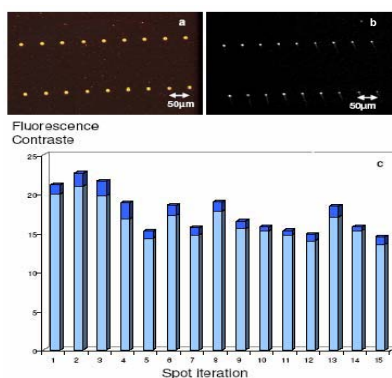 a b
50µm 50µm
Fluorescence
Contraste
c
25
20
15
10
5
0
1 2 3 4 5 6 7 8 9 10 11 12 13 14 15
Spot Iteration